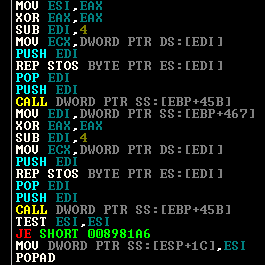 MOV ESI,EAX
XOR EAX,EAX
SUB EDI,4
MOV ECX,DWORD PTR DS:[EDI]
PUSH EDI
REP STOS BYTE PTR ES:[EDI]
POP EDI
PUSH EDI
CALL DWORD PTR SS:[EBP+45B]
MOV EDI,DWORD PTR SS:[EBP+467]
XOR EAX,EAX
SUB EDI,4
MOV ECX,DWORD PTR DS:[EDI]
PUSH EDI
REP STOS BYTE PTR ES:[EDI]
POP EDI
PUSH EDI
CALL DWORD PTR SS:[EBP+45B]
TEST ESI,ESI
JE SHORT 008981A6
MOV DWORD PTR SS:[ESP+1C],ESI
POPAD